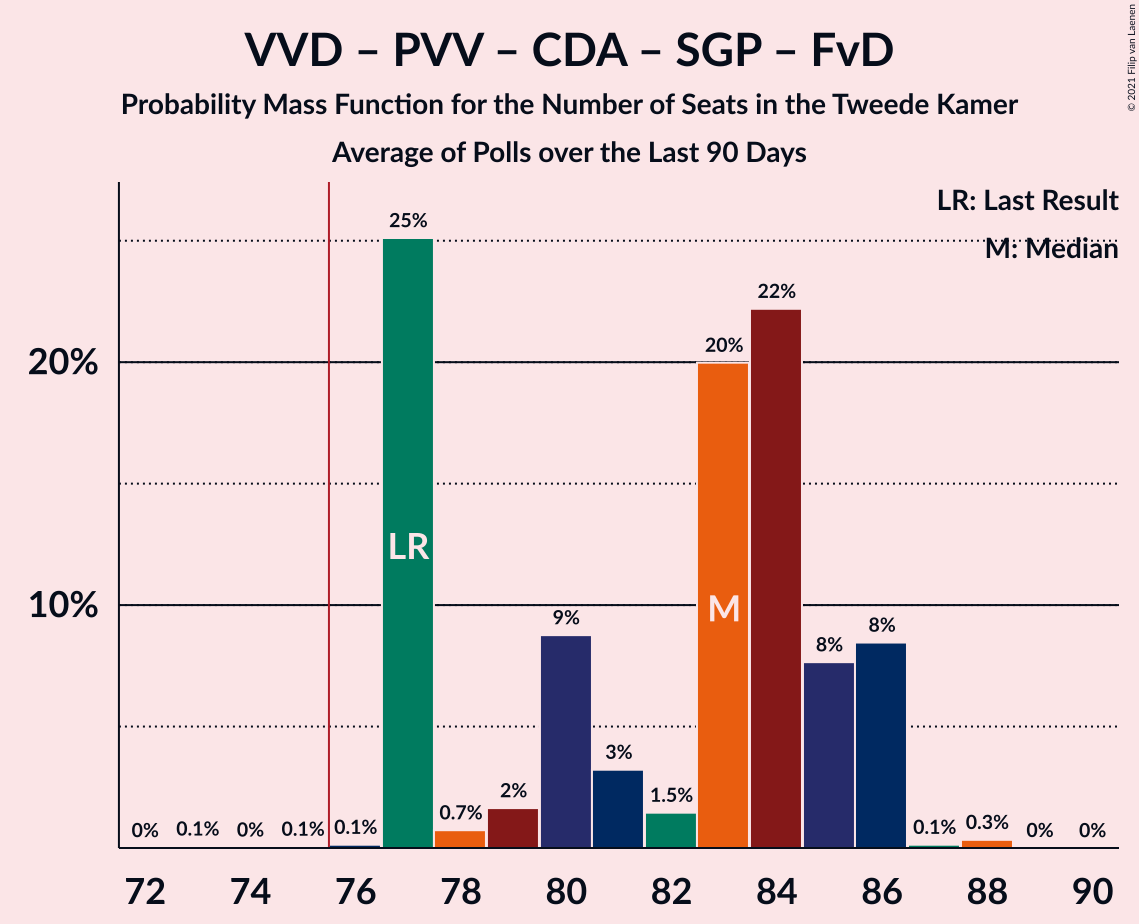 VVD – PVV – CDA – SGP – FvD
Probability Mass Function for the Number of Seats in the Tweede Kamer
Average of Polls over the Last 90 Days
© 2021 Filip van Laenen
LR: Last Result
M: Median
20%
10%
0% 0.1% 0% 0.1% 0.1% 25% 0.7% 2% 9% 3% 1.5% 20% 22% 8% 8% 0.1% 0.3% 0% 0%
LR
M
72 74 76 78 80 82 84 86 88 90